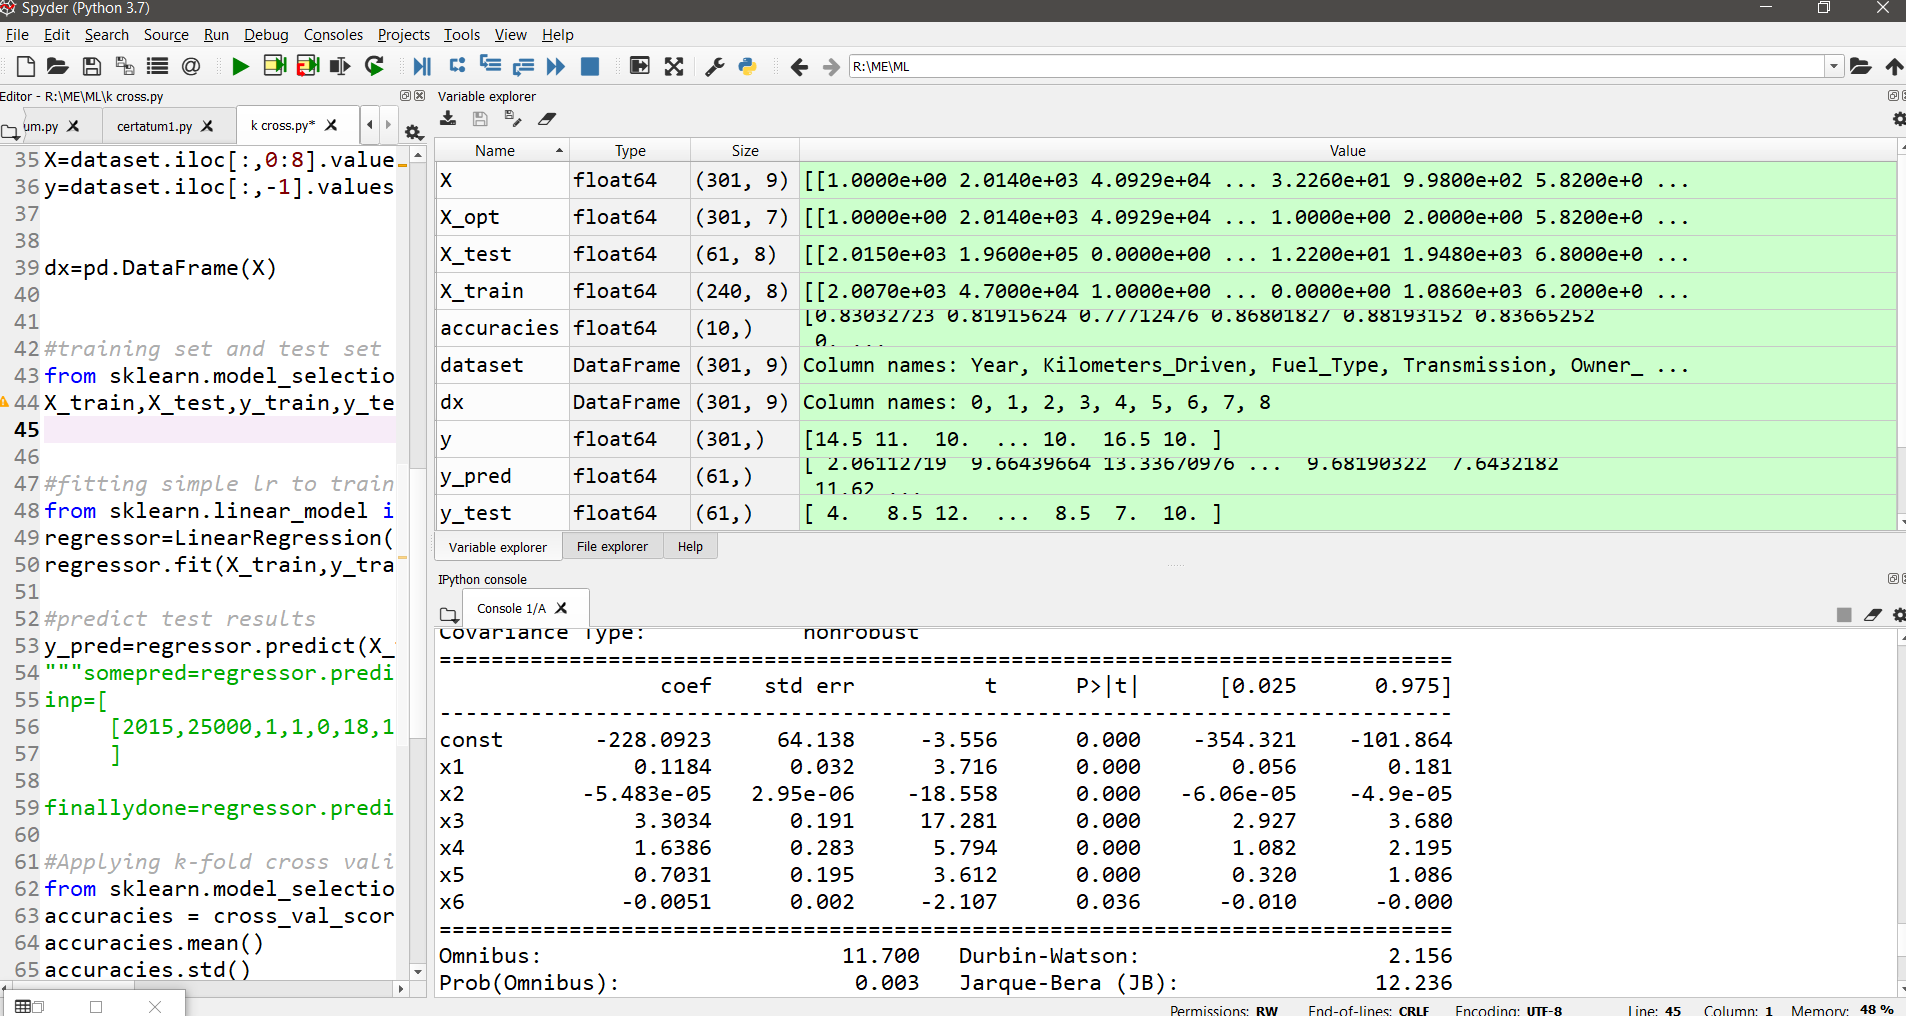 Spyder (Python 3.7)
File Edit Search Source Run Debug Consoles Projects Tools View Help
R:\ME\ML
Editor - R:\ME\ML\k cross.py
um.py certatum1.py k cross.py*
35 X=dataset.iloc[:,0:8].value
36 y=dataset.iloc[:,-1].values
37
38
39 dx=pd.DataFrame(X)
40
41
42 #training set and test set
43 from sklearn.model_selectio
44 X_train,X_test,y_train,y_te
45
46
47 #fitting simple lr to train
48 from sklearn.linear_model i
49 regressor=LinearRegression(
50 regressor.fit(X_train,y_tra
51
52 #predict test results
53 y_pred=regressor.predict(X_
54 """somepred=regressor.predi
55 inp=[
56 [2015,25000,1,1,0,18,1
57 ]
58
59 finallydone=regressor.predi
60
61 #Applying k-fold cross vali
62 from sklearn.model_selectio
63 accuracies = cross_val_scor
64 accuracies.mean()
65 accuracies.std()
Variable explorer
Name Type Size Value
X float64 (301, 9) [[1.0000e+00 2.0140e+03 4.0929e+04 ... 3.2260e+01 9.9800e+02 5.8200e+0 ...
X_opt float64 (301, 7) [[1.0000e+00 2.0140e+03 4.0929e+04 ... 1.0000e+00 2.0000e+00 5.8200e+0 ...
X_test float64 (61, 8) [[2.0150e+03 1.9600e+05 0.0000e+00 ... 1.2200e+01 1.9480e+03 6.8000e+0 ...
X_train float64 (240, 8) [[2.0070e+03 4.7000e+04 1.0000e+00 ... 0.0000e+00 1.0860e+03 6.2000e+0 ...
accuracies float64 (10,) [0.83032723 0.81915624 0.77712476 0.86801827 0.88193152 0.83665252
0. ...
dataset DataFrame (301, 9) Column names: Year, Kilometers_Driven, Fuel_Type, Transmission, Owner_ ...
dx DataFrame (301, 9) Column names: 0, 1, 2, 3, 4, 5, 6, 7, 8
y float64 (301,) [14.5 11. 10. ... 10. 16.5 10. ]
y_pred float64 (61,) [ 2.06112719 9.66439664 13.33670976 ... 9.68190322 7.6432182
11.62 ...
y_test float64 (61,) [ 4. 8.5 12. ... 8.5 7. 10. ]
Variable explorer File explorer Help
IPython console
Console 1/A
Covariance Type: nonrobust
==============================================================================
coef std err t P>|t| [0.025 0.975]
------------------------------------------------------------------------------
const -228.0923 64.138 -3.556 0.000 -354.321 -101.864
x1 0.1184 0.032 3.716 0.000 0.056 0.181
x2 -5.483e-05 2.95e-06 -18.558 0.000 -6.06e-05 -4.9e-05
x3 3.3034 0.191 17.281 0.000 2.927 3.680
x4 1.6386 0.283 5.794 0.000 1.082 2.195
x5 0.7031 0.195 3.612 0.000 0.320 1.086
x6 -0.0051 0.002 -2.107 0.036 -0.010 -0.000
==============================================================================
Omnibus: 11.700 Durbin-Watson: 2.156
Prob(Omnibus): 0.003 Jarque-Bera (JB): 12.236
Permissions: RW End-of-lines: CRLF Encoding: UTF-8 Line: 45 Column: 1 Memory: 48 %